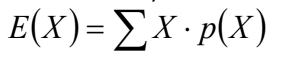 E(X) = ∑ X · p(X)